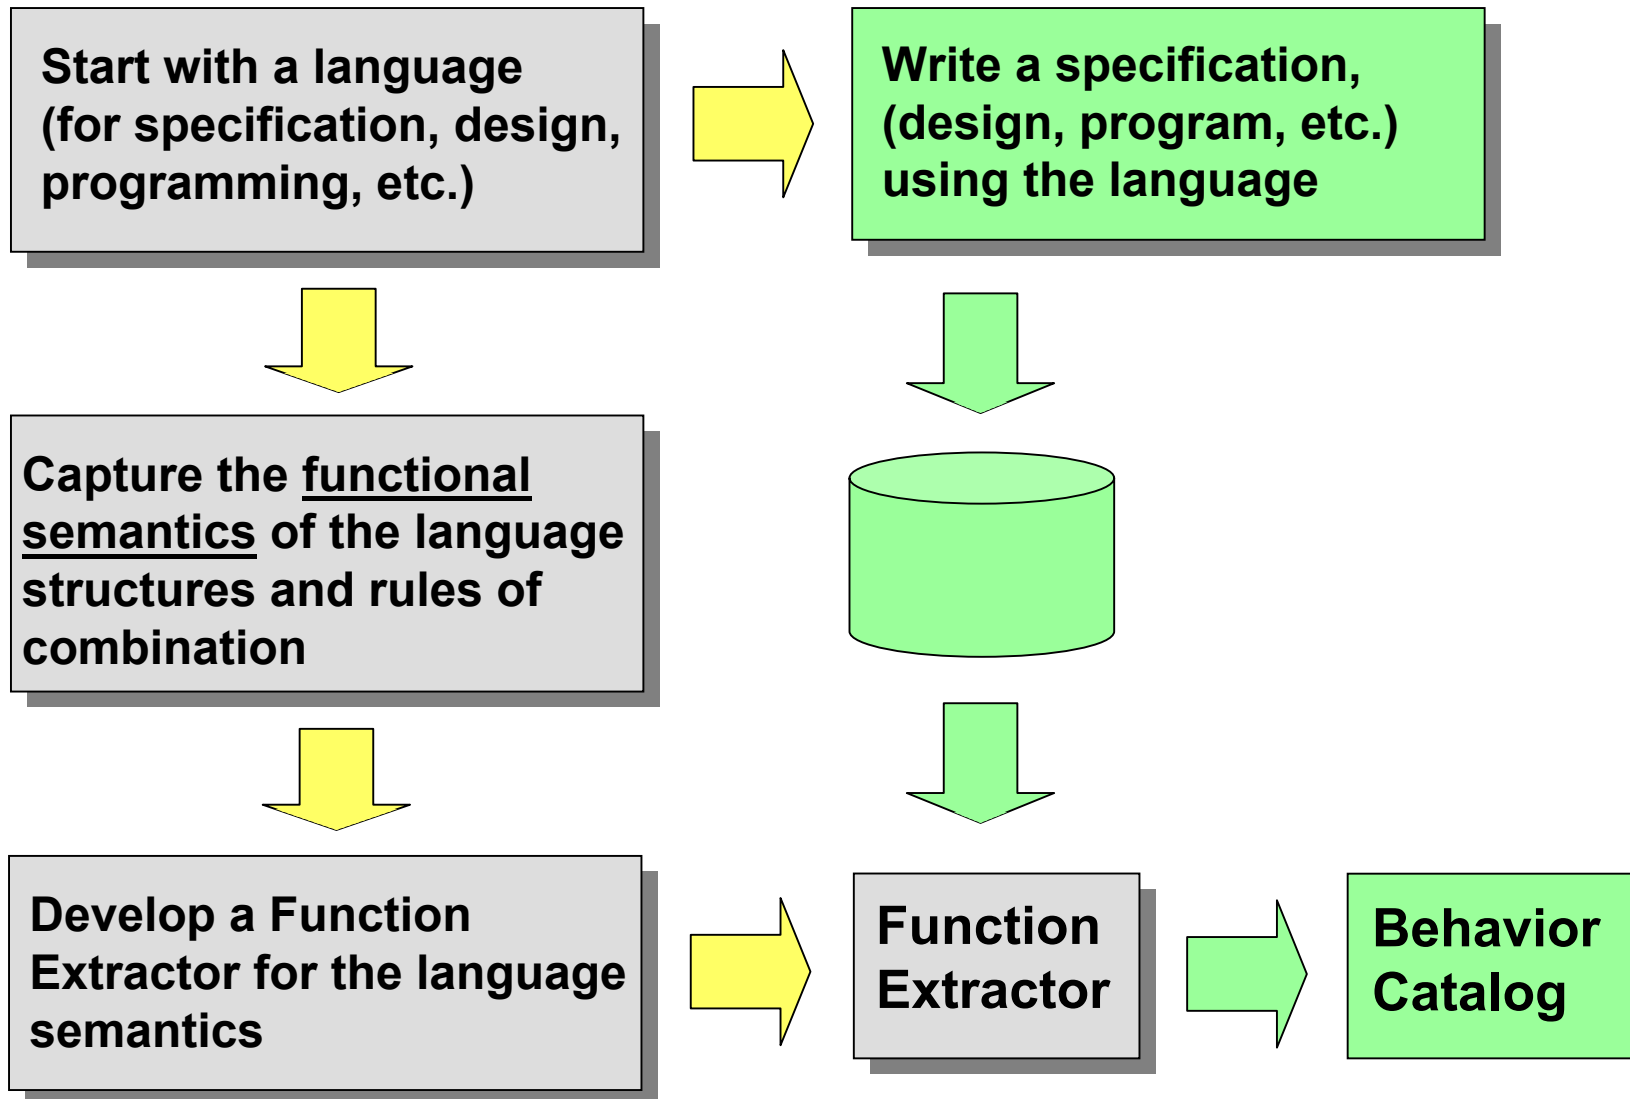 Start with a language
(for specification, design,
programming, etc.)
Write a specification,
(design, program, etc.)
using the language
Capture the functional
semantics of the language
structures and rules of
combination
Develop a Function
Extractor for the language
semantics
Function
Extractor
Behavior
Catalog